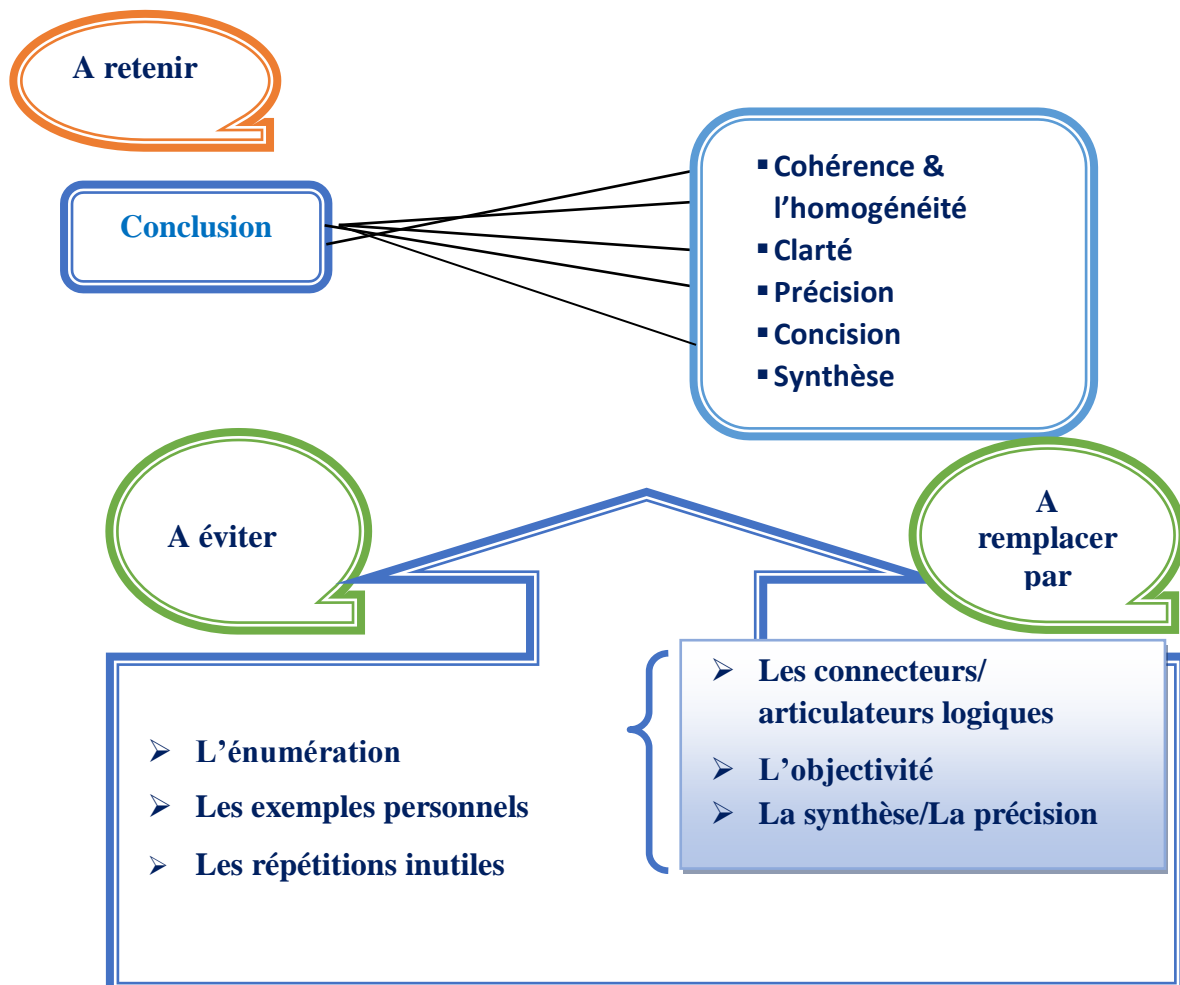 A retenir
Conclusion
▪ Cohérence &
l’homogénéité
▪ Clarté
▪ Précision
▪ Concision
▪ Synthèse
A éviter
A
remplacer
par
➢ L’énumération
➢ Les exemples personnels
➢ Les répétitions inutiles
➢ Les connecteurs/
articulateurs logiques
➢ L’objectivité
➢ La synthèse/La précision